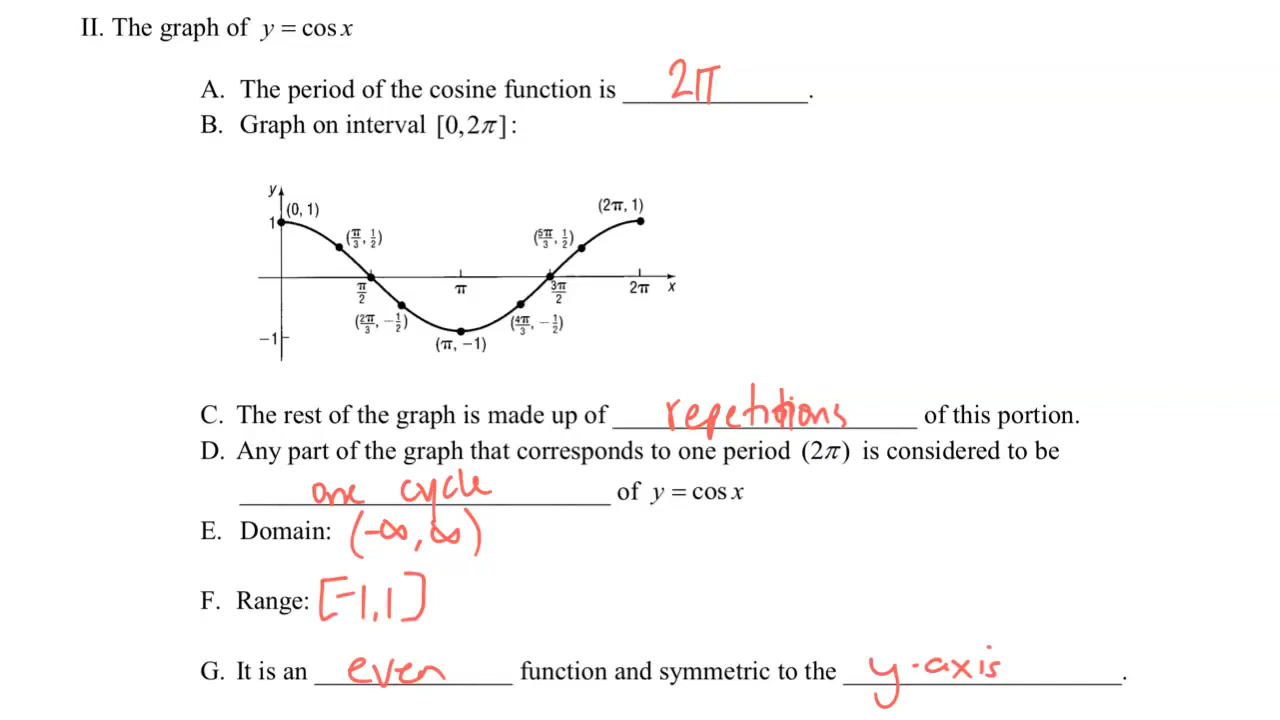 II. The graph of y = cos x
A. The period of the cosine function is 2π.
B. Graph on interval [0, 2π]:
y
(0, 1)
(2π, 1)
1
(π/3, 1/2)
(5π/3, 1/2)
π/2
π
3π/2
2π
x
(2π/3, −1/2)
(4π/3, −1/2)
−1
(π, −1)
C. The rest of the graph is made up of repetitions of this portion.
D. Any part of the graph that corresponds to one period (2π) is considered to be
one cycle of y = cos x
E. Domain: (-∞, ∞)
F. Range: [-1, 1]
G. It is an even function and symmetric to the y-axis.